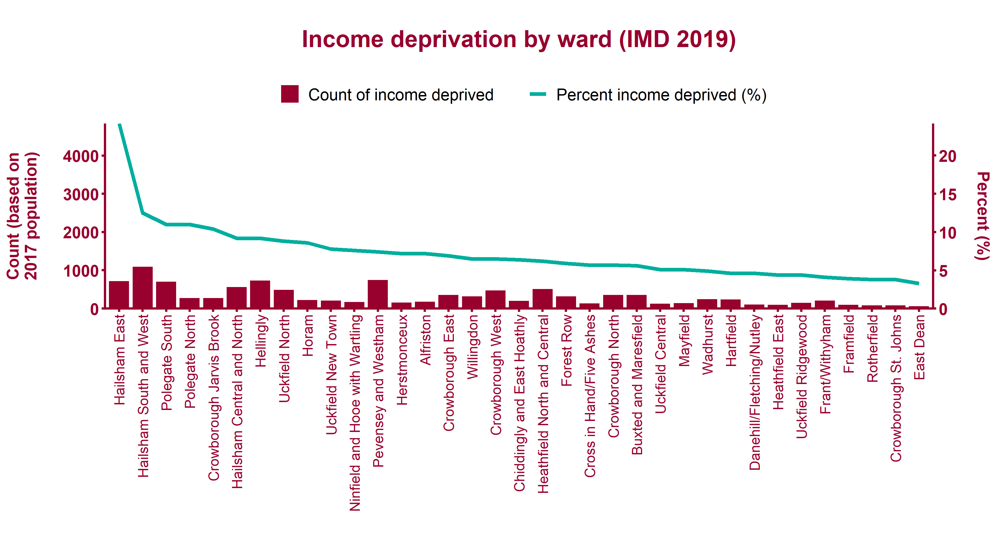 Income deprivation by ward (IMD 2019)
Count of income deprived
Percent income deprived (%)
Count (based on
2017 population)
4000
3000
2000
1000
0
20
15
10
5
0
Percent (%)
Hailsham East
Hailsham South and West
Polegate South
Polegate North
Crowborough Jarvis Brook
Hailsham Central and North
Hellingly
Uckfield North
Horam
Uckfield New Town
Ninfield and Hooe with Wartling
Pevensey and Westham
Herstmonceux
Alfriston
Crowborough East
Willingdon
Crowborough West
Chiddingly and East Hoathly
Heathfield North and Central
Forest Row
Cross in Hand/Five Ashes
Crowborough North
Buxted and Maresfield
Uckfield Central
Mayfield
Wadhurst
Hartfield
Danehill/Fletching/Nutley
Heathfield East
Uckfield Ridgewood
Frant/Withyham
Framfield
Rotherfield
Crowborough St. Johns
East Dean